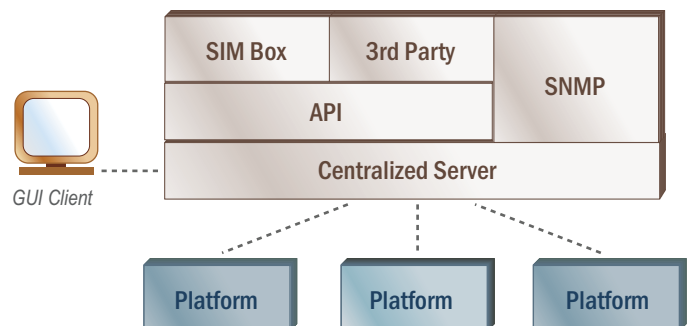 SIM Box
3rd Party
SNMP
API
Centralized Server
GUI Client
Platform
Platform
Platform